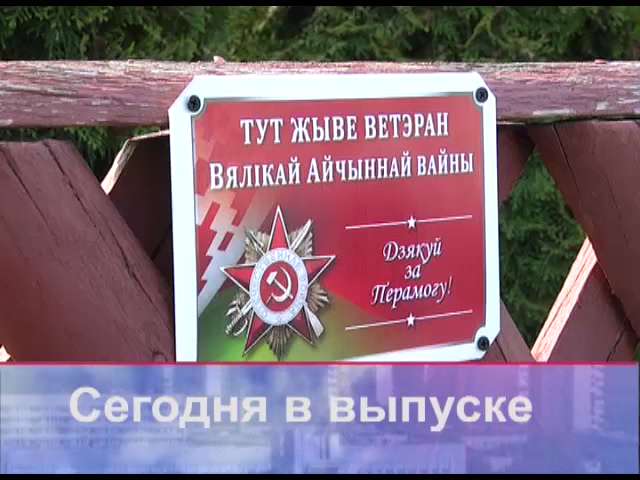 ТУТ ЖЫВЕ ВЕТЭРАН
ВЯЛІКАЙ АЙЧЫННАЙ ВАЙНЫ
Дзякуй
за
Перамогу!
Сегодня в выпуске